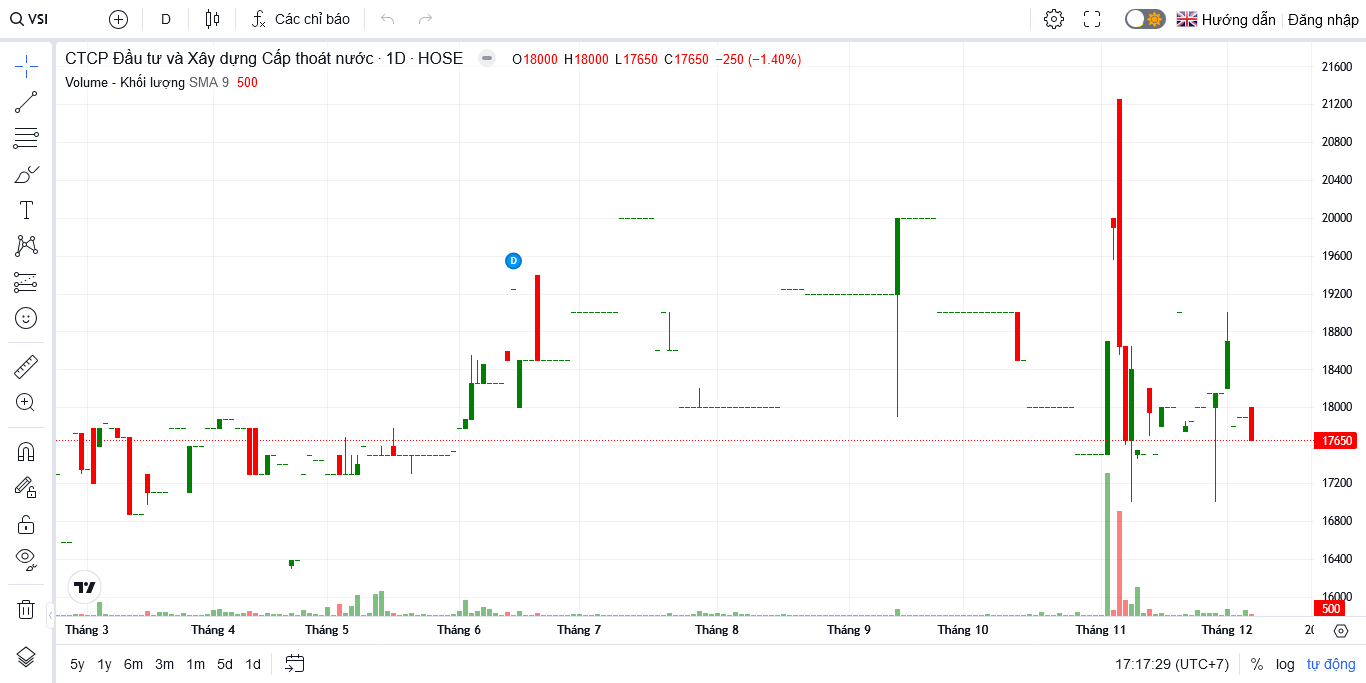 VSI D Các chỉ báo Hướng dẫn Đăng nhập
CTCP Đầu tư và Xây dựng Cấp thoát nước · 1D · HOSE O18000 H18000 L17650 C17650 −250 (−1.40%)
Volume - Khối lượng SMA 9 500
21600
21200
20800
20400
20000
19600
19200
18800
18400
18000
17650
17200
16800
16400
16000
500
D
Tháng 3 Tháng 4 Tháng 5 Tháng 6 Tháng 7 Tháng 8 Tháng 9 Tháng 10 Tháng 11 Tháng 12 20
5y 1y 6m 3m 1m 5d 1d 17:17:29 (UTC+7) % log tự động